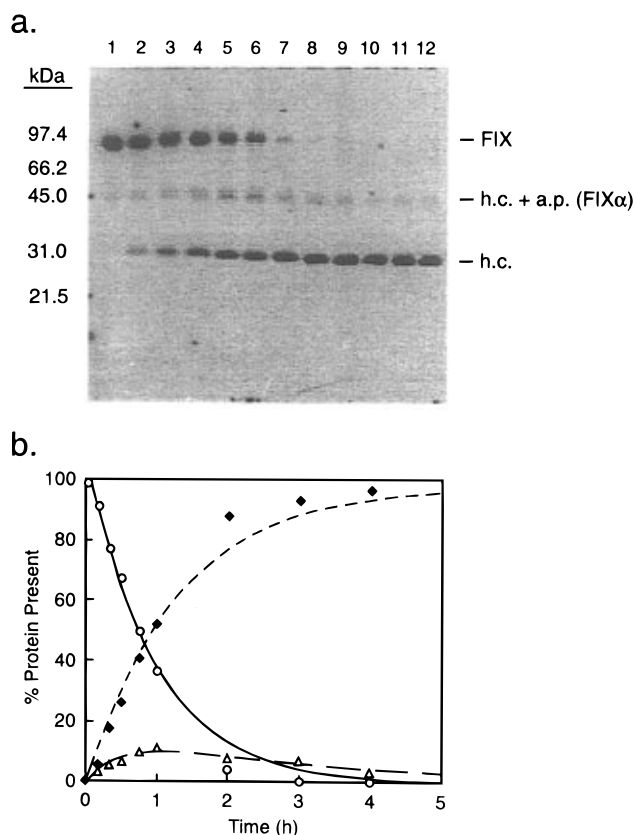 a.
1 2 3 4 5 6 7 8 9 10 11 12
kDa
97.4
66.2
45.0
31.0
21.5
– FIX
– h.c. + a.p. (FIXα)
– h.c.
b.
% Protein Present
100
80
60
40
20
0
0 1 2 3 4 5
Time (h)